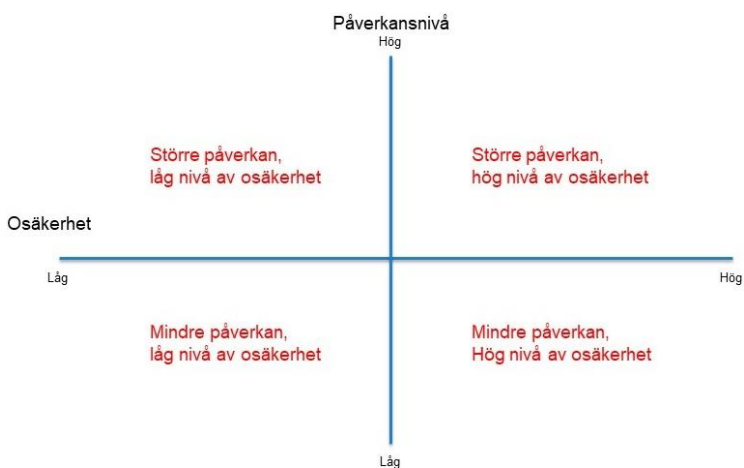 Påverkansnivå
Hög
Större påverkan,
låg nivå av osäkerhet
Större påverkan,
hög nivå av osäkerhet
Osäkerhet
Låg
Hög
Mindre påverkan,
låg nivå av osäkerhet
Mindre påverkan,
Hög nivå av osäkerhet
Låg